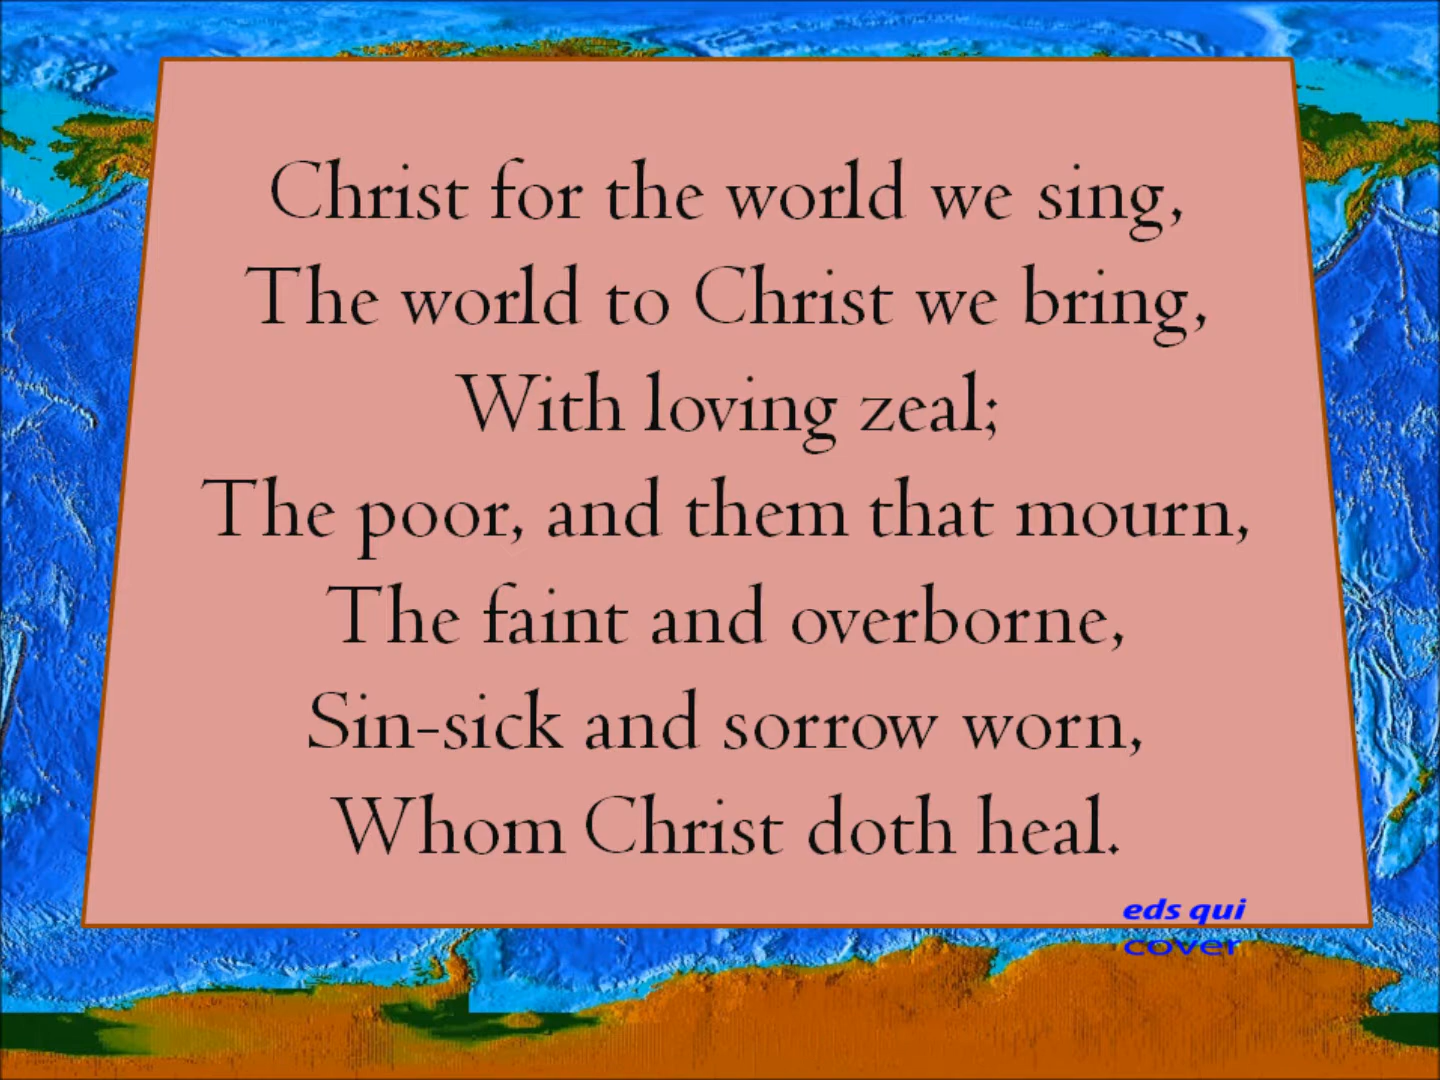 Christ for the world we sing,
The world to Christ we bring,
With loving zeal;
The poor, and them that mourn,
The faint and overborne,
Sin-sick and sorrow worn,
Whom Christ doth heal.
eds qui
cover